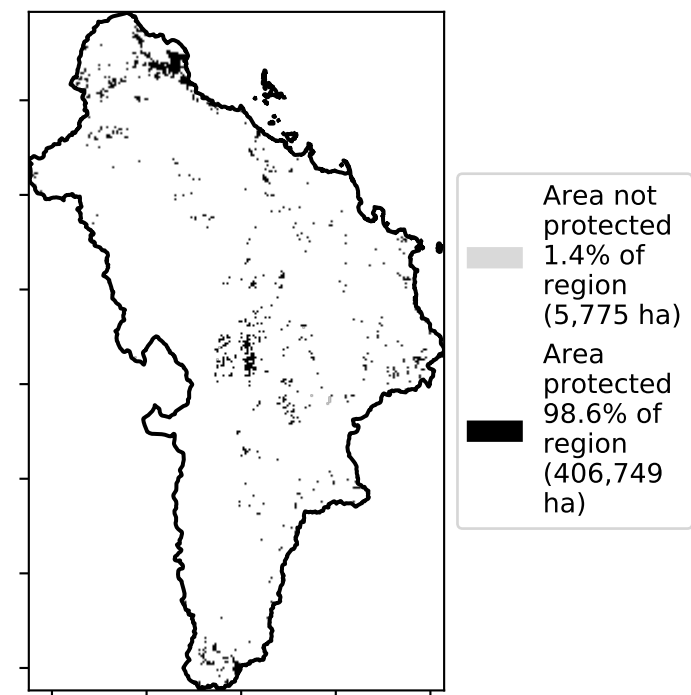 Area not
protected
1.4% of
region
(5,775 ha)
Area
protected
98.6% of
region
(406,749
ha)